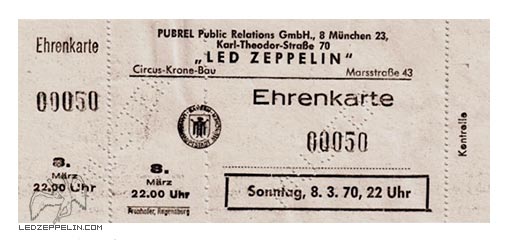 Ehrenkarte
00050
8.
März
22.00 Uhr
PUBREL Public Relations GmbH., 8 München 23,
Karl-Theodor-Straße 70
„LED ZEPPELIN"
Circus-Krone-Bau Marsstraße 43
Ehrenkarte
00050
8.
März
22.00 Uhr
Sonntag, 8. 3. 70, 22 Uhr
Kontrolle
LEDZEPPELIN.COM